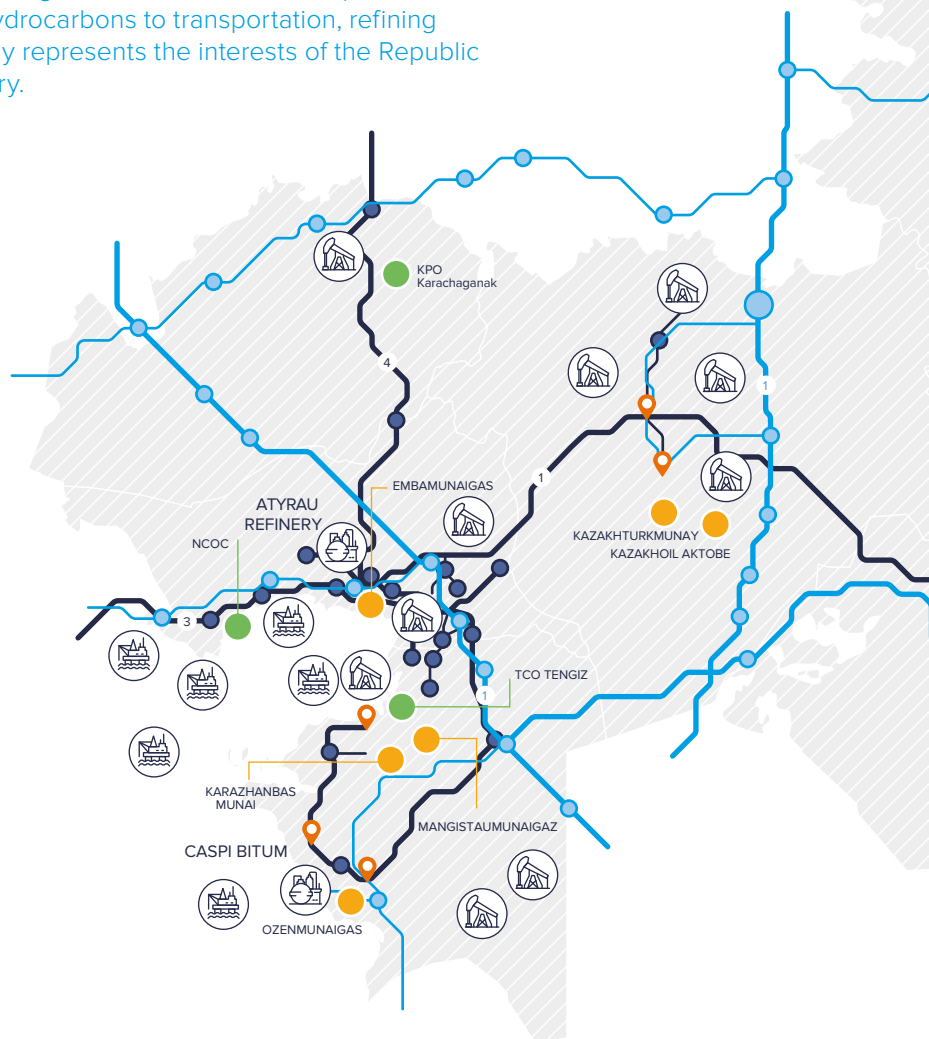 ydrocarbons to transportation, refining
y represents the interests of the Republic
ry.
KPO
Karachaganak
4
1
1
EMBAMUNAIGAS
ATYRAU
REFINERY
NCOC
KAZAKHTURKMUNAY
KAZAKHOIL AKTOBE
3
TCO TENGIZ
1
KARAZHANBAS
MUNAI
MANGISTAUMUNAIGAZ
CASPI BITUM
OZENMUNAIGAS